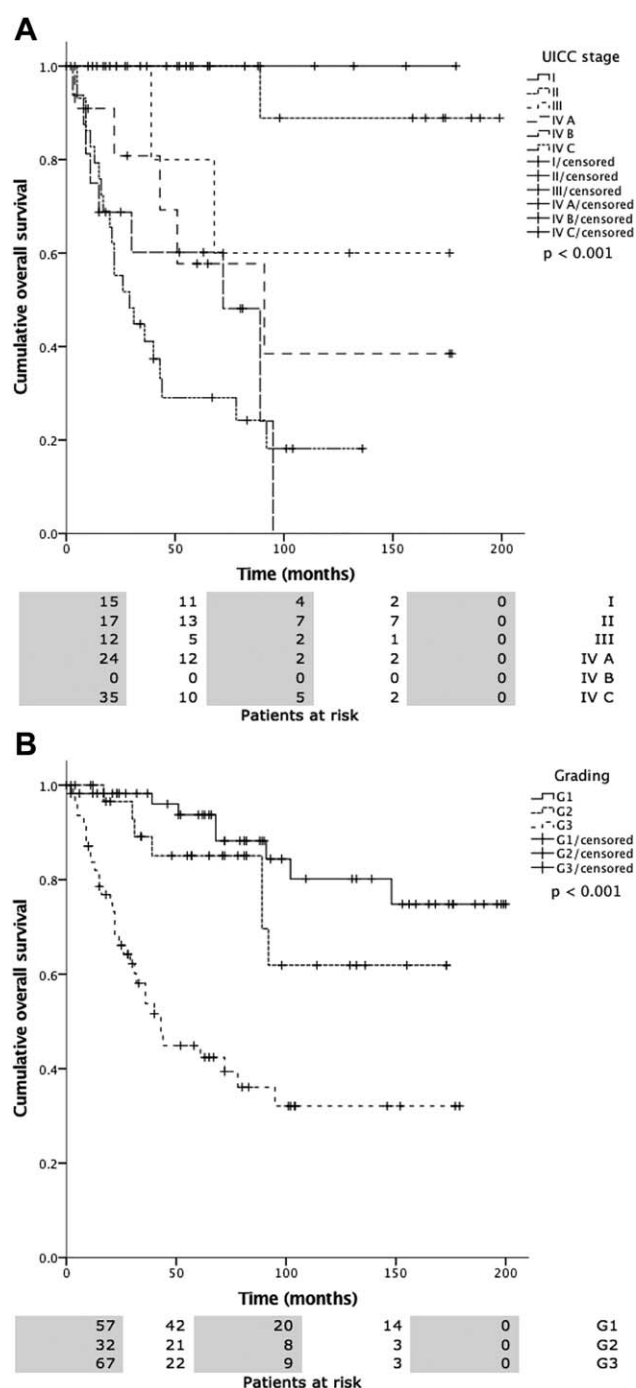 A
UICC stage
I
II
III
IV A
IV B
IV C
I/censored
II/censored
III/censored
IV A/censored
IV B/censored
IV C/censored
p < 0.001
Cumulative overall survival
1.0
0.8
0.6
0.4
0.2
0.0
0 50 100 150 200
Time (months)
15 11 4 2 0 I
17 13 7 7 0 II
12 5 2 1 0 III
24 12 2 2 0 IV A
0 0 0 0 0 IV B
35 10 5 2 0 IV C
Patients at risk
B
Grading
G1
G2
G3
G1/censored
G2/censored
G3/censored
p < 0.001
Cumulative overall survival
1.0
0.8
0.6
0.4
0.2
0.0
0 50 100 150 200
Time (months)
57 42 20 14 0 G1
32 21 8 3 0 G2
67 22 9 3 0 G3
Patients at risk